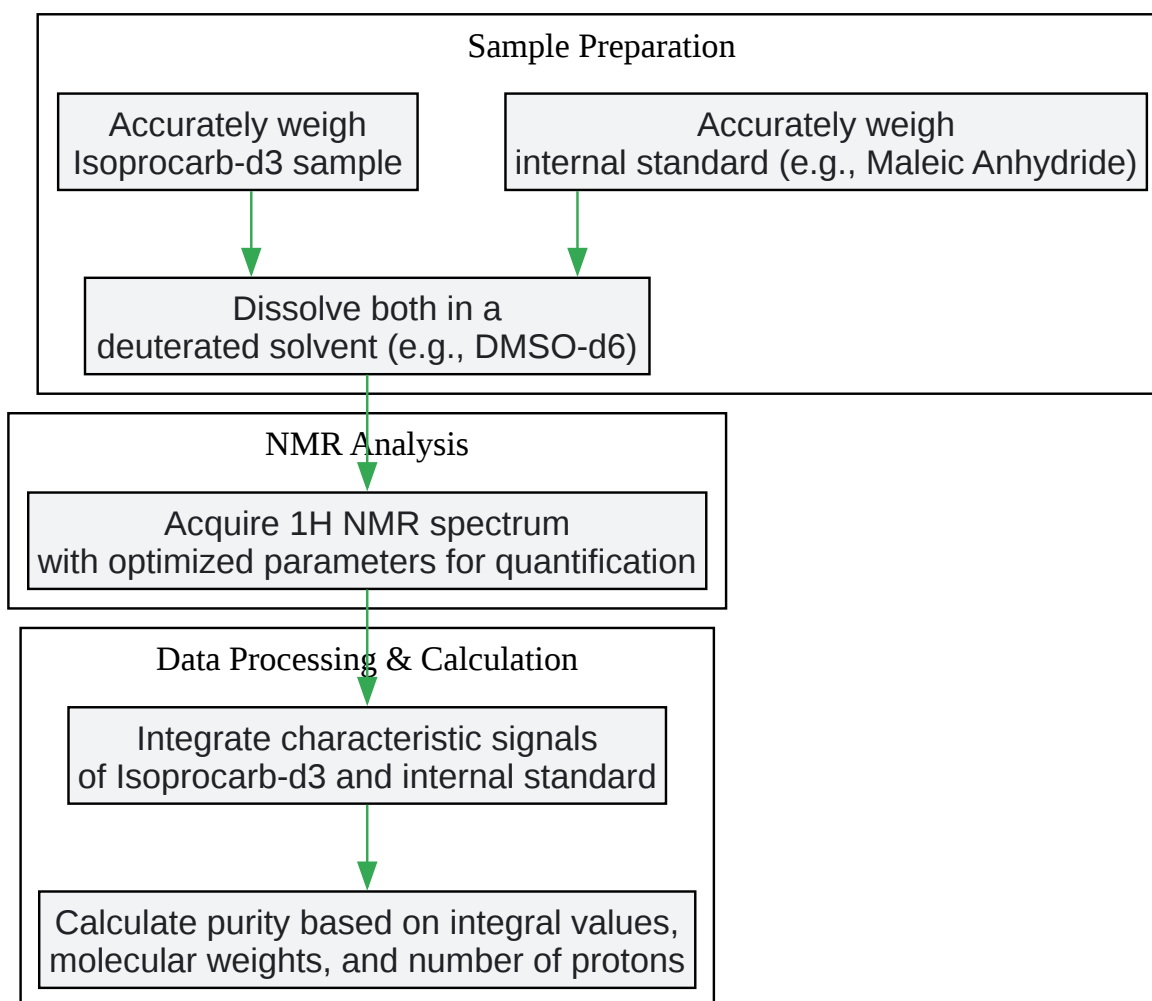 Sample Preparation
Accurately weigh
Isoprocarb-d3 sample
Accurately weigh
internal standard (e.g., Maleic Anhydride)
Dissolve both in a
deuterated solvent (e.g., DMSO-d6)
NMR Analysis
Acquire 1H NMR spectrum
with optimized parameters for quantification
Data Processing & Calculation
Integrate characteristic signals
of Isoprocarb-d3 and internal standard
Calculate purity based on integral values,
molecular weights, and number of protons